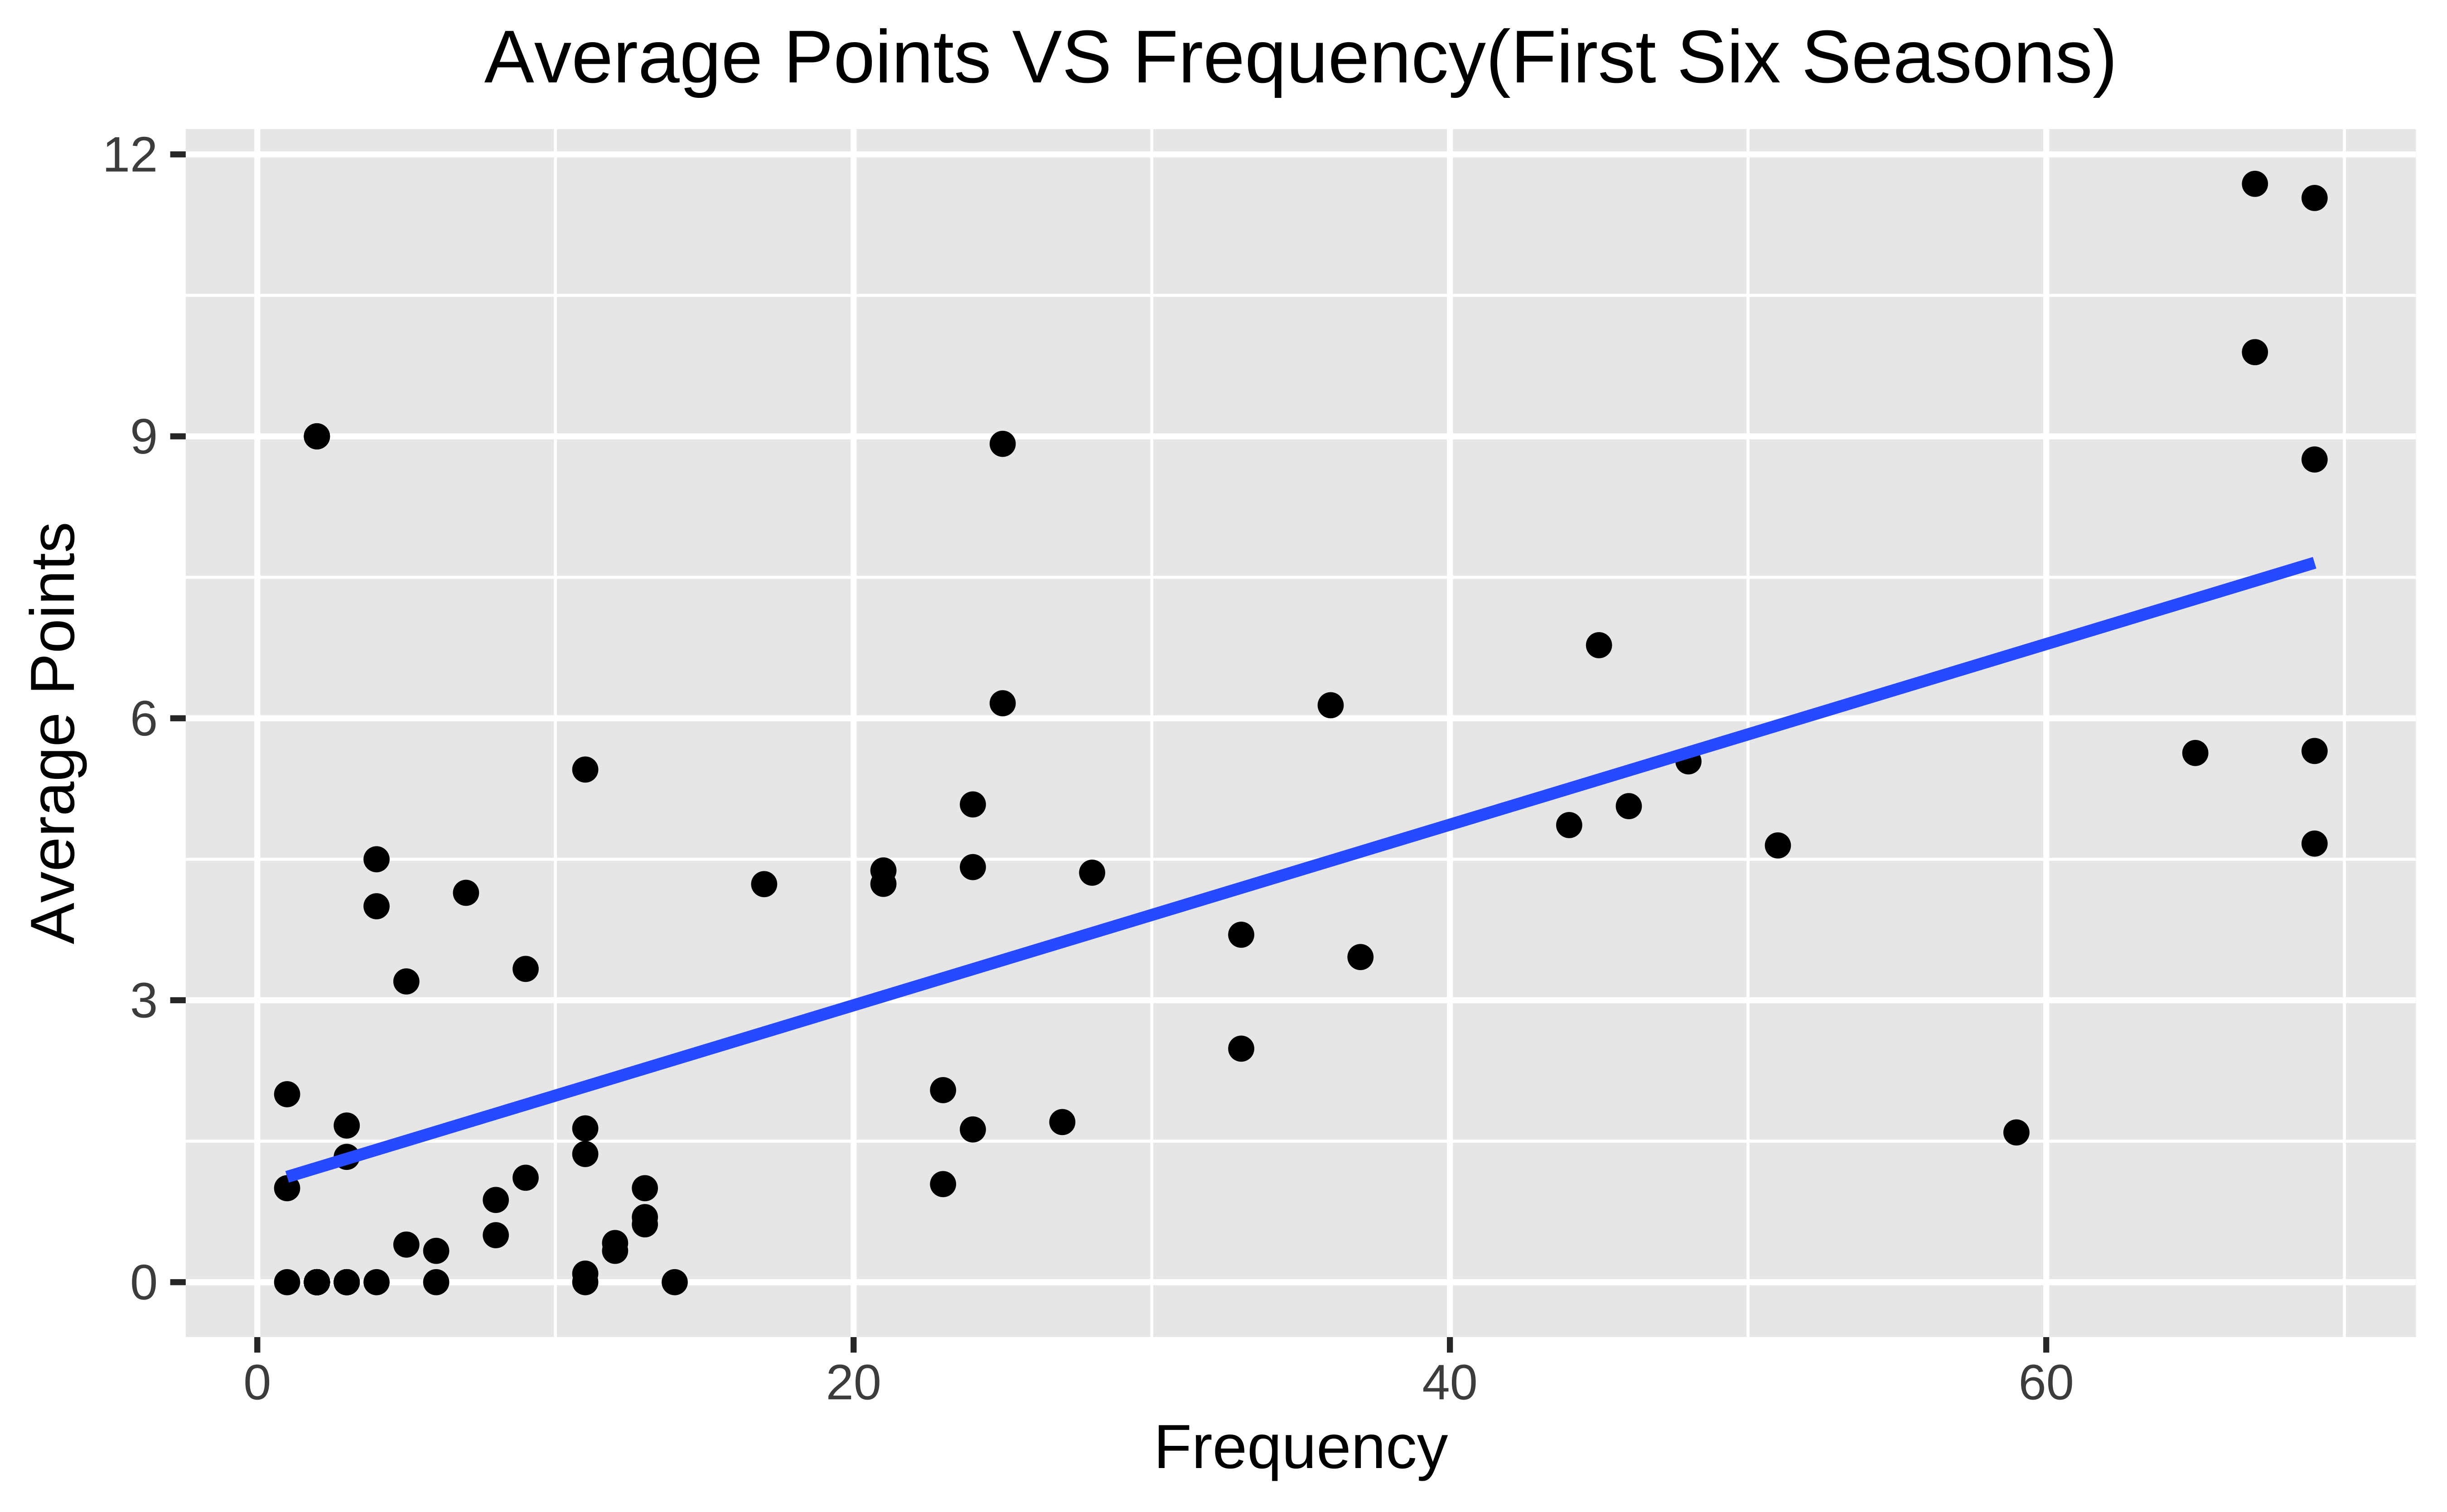 Average Points VS Frequency(First Six Seasons)
12
9
6
3
0
Average Points
0 20 40 60
Frequency